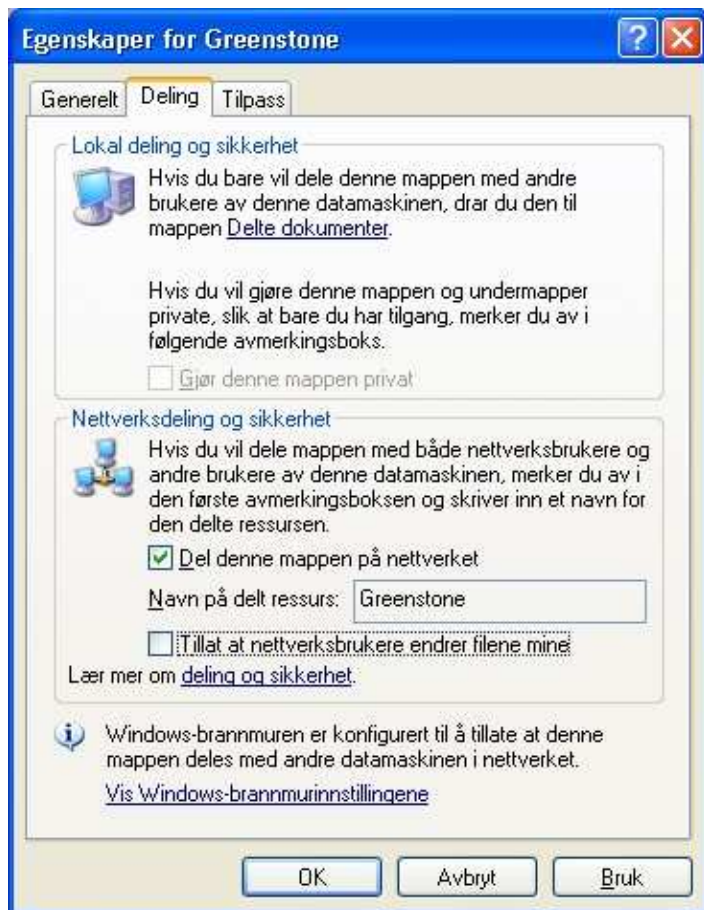 Egenskaper for Greenstone
Generelt Deling Tilpass
Lokal deling og sikkerhet
Hvis du bare vil dele denne mappen med andre
brukere av denne datamaskinen, drar du den til
mappen Delte dokumenter.
Hvis du vil gjøre denne mappen og undermapper
private, slik at bare du har tilgang, merker du av i
følgende avmerkingsboks.
Gjør denne mappen privat
Nettverksdeling og sikkerhet
Hvis du vil dele mappen med både nettverksbrukere og
andre brukere av denne datamaskinen, merker du av i
den første avmerkingsboksen og skriver inn et navn for
den delte ressursen.
Del denne mappen på nettverket
Navn på delt ressurs: Greenstone
Tillat at nettverksbrukere endrer filene mine
Lær mer om deling og sikkerhet.
Windows-brannmuren er konfigurert til å tillate at denne
mappen deles med andre datamaskinen i nettverket.
Vis Windows-brannmurinnstillingene
OK Avbryt Bruk